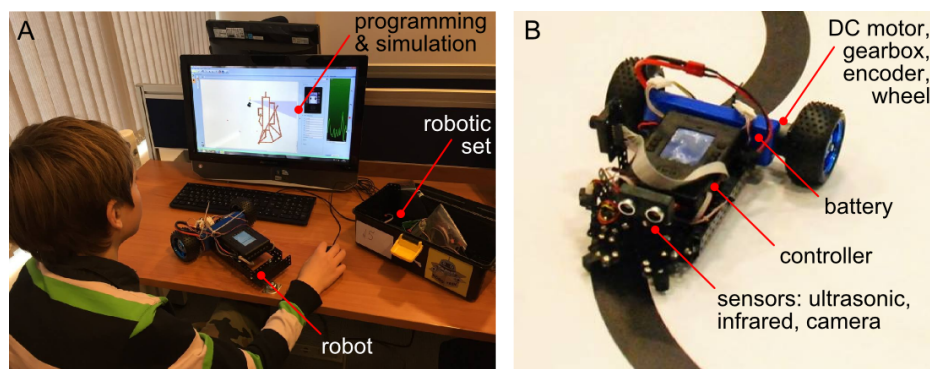 A
programming
& simulation
robotic
set
robot
B
DC motor,
gearbox,
encoder,
wheel
battery
controller
sensors: ultrasonic,
infrared, camera